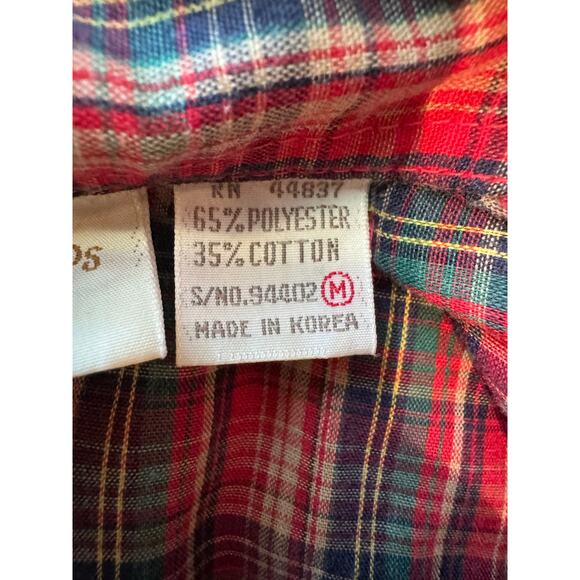 RN 44837
65% POLYESTER
35% COTTON
S/NO.94402 M
MADE IN KOREA